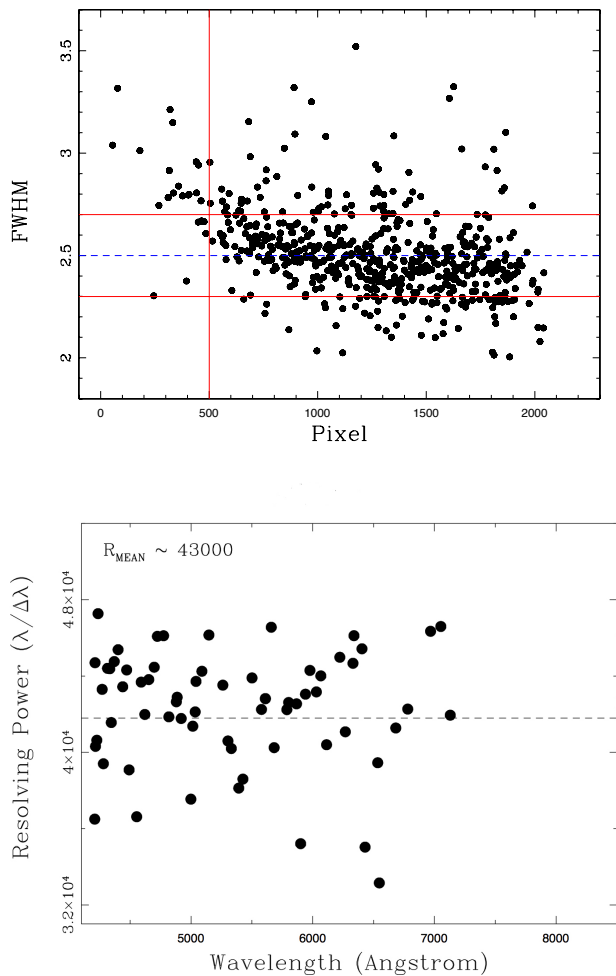 3.5
3
2.5
2
FWHM
0 500 1000 1500 2000
Pixel
R_MEAN ~ 43000
4.8×10⁴
4×10⁴
3.2×10⁴
Resolving Power (λ/Δλ)
5000 6000 7000 8000
Wavelength (Angstrom)